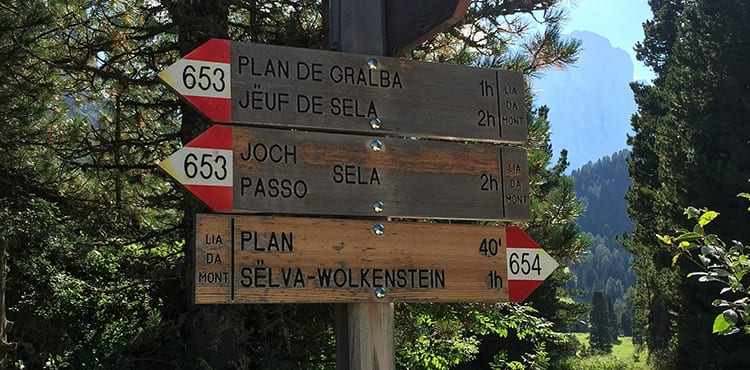 653 PLAN DE GRALBA 1h
JËUF DE SELA 2h
LIA
DA
MONT
653 JOCH
PASSO SELA 2h
LIA
DA
MONT
LIA
DA
MONT
PLAN 40'
SËLVA-WOLKENSTEIN 1h
654